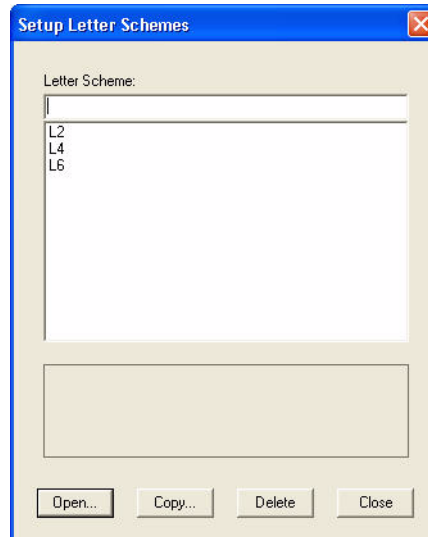 Setup Letter Schemes
Letter Scheme:
L2
L4
L6
Open... Copy... Delete Close